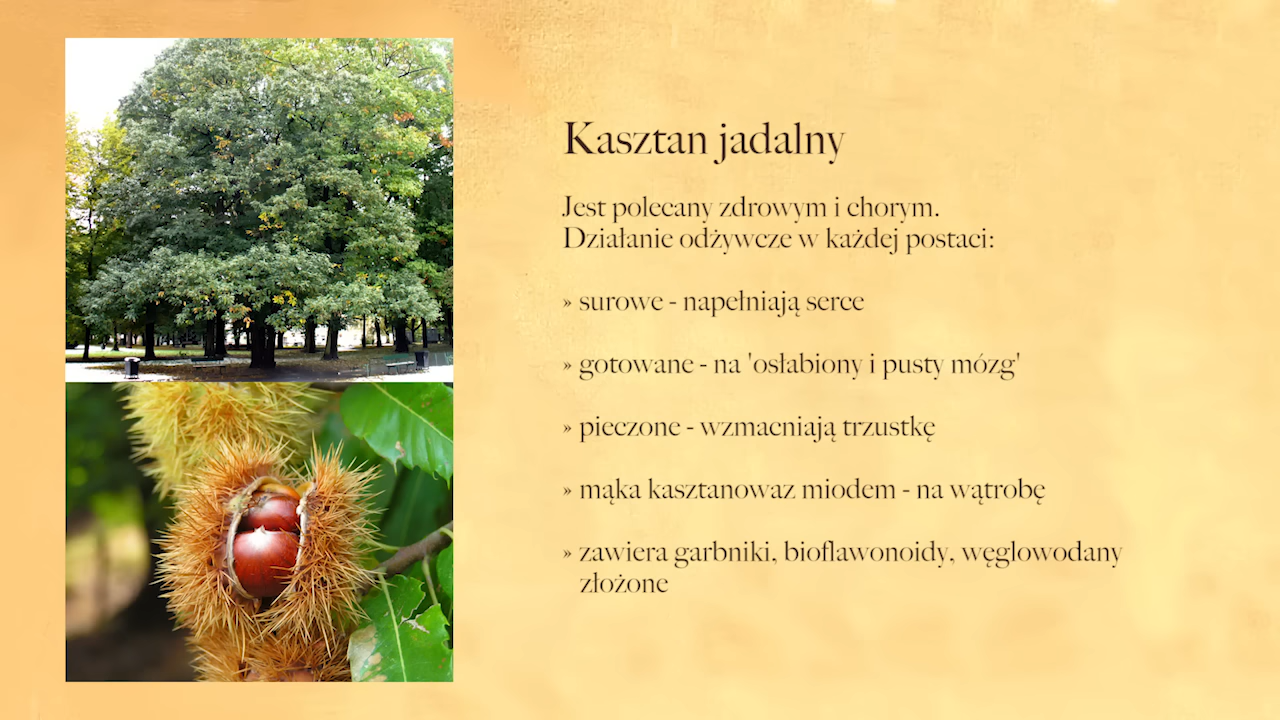 Kasztan jadalny
Jest polecany zdrowym i chorym.
Działanie odżywcze w każdej postaci:
» surowe - napełniają serce
» gotowane - na 'osłabiony i pusty mózg'
» pieczone - wzmacniają trzustkę
» mąka kasztanowaz miodem - na wątrobę
» zawiera garbniki, bioflawonoidy, węglowodany
złożone